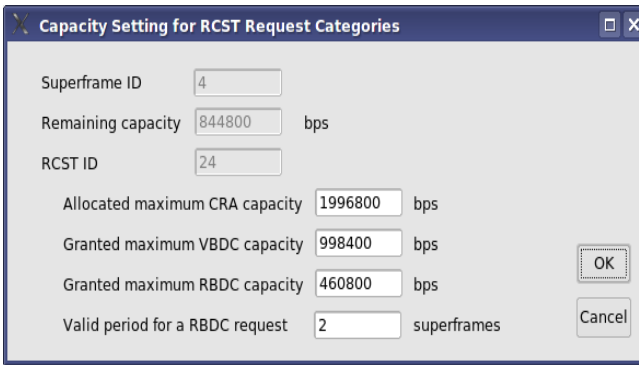 Capacity Setting for RCST Request Categories
Superframe ID 4
Remaining capacity 844800 bps
RCST ID 24
Allocated maximum CRA capacity 1996800 bps
Granted maximum VBDC capacity 998400 bps
Granted maximum RBDC capacity 460800 bps
Valid period for a RBDC request 2 superframes
OK
Cancel